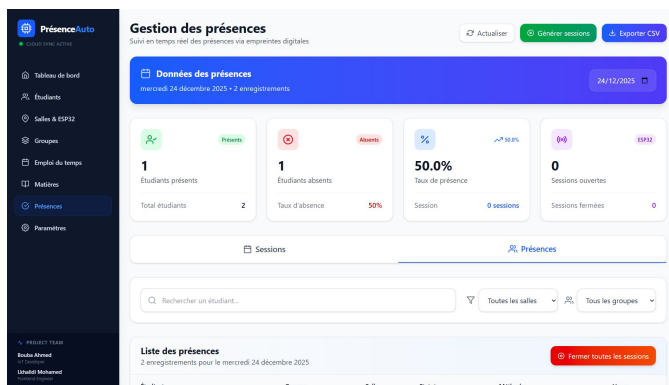 PrésenceAuto
CLOUD SYNC ACTIVE
Tableau de bord
Étudiants
Salles & ESP32
Groupes
Emploi du temps
Matières
Présences
Paramètres
PROJECT TEAM
Bouba Ahmed
IoT Developer
Lkhalidi Mohamed
Frontend Engineer
Gestion des présences
Suivi en temps réel des présences via empreintes digitales
Actualiser
Générer sessions
Exporter CSV
Données des présences
mercredi 24 décembre 2025 • 2 enregistrements
24/12/2025
Présents
1
Étudiants présents
Total étudiants 2
Absents
1
Étudiants absents
Taux d'absence 50%
50.0%
50.0%
Taux de présence
Session 0 sessions
ESP32
0
Sessions ouvertes
Sessions fermées 0
Sessions
Présences
Rechercher un étudiant...
Toutes les salles
Tous les groupes
Liste des présences
2 enregistrements pour le mercredi 24 décembre 2025
Fermer toutes les sessions